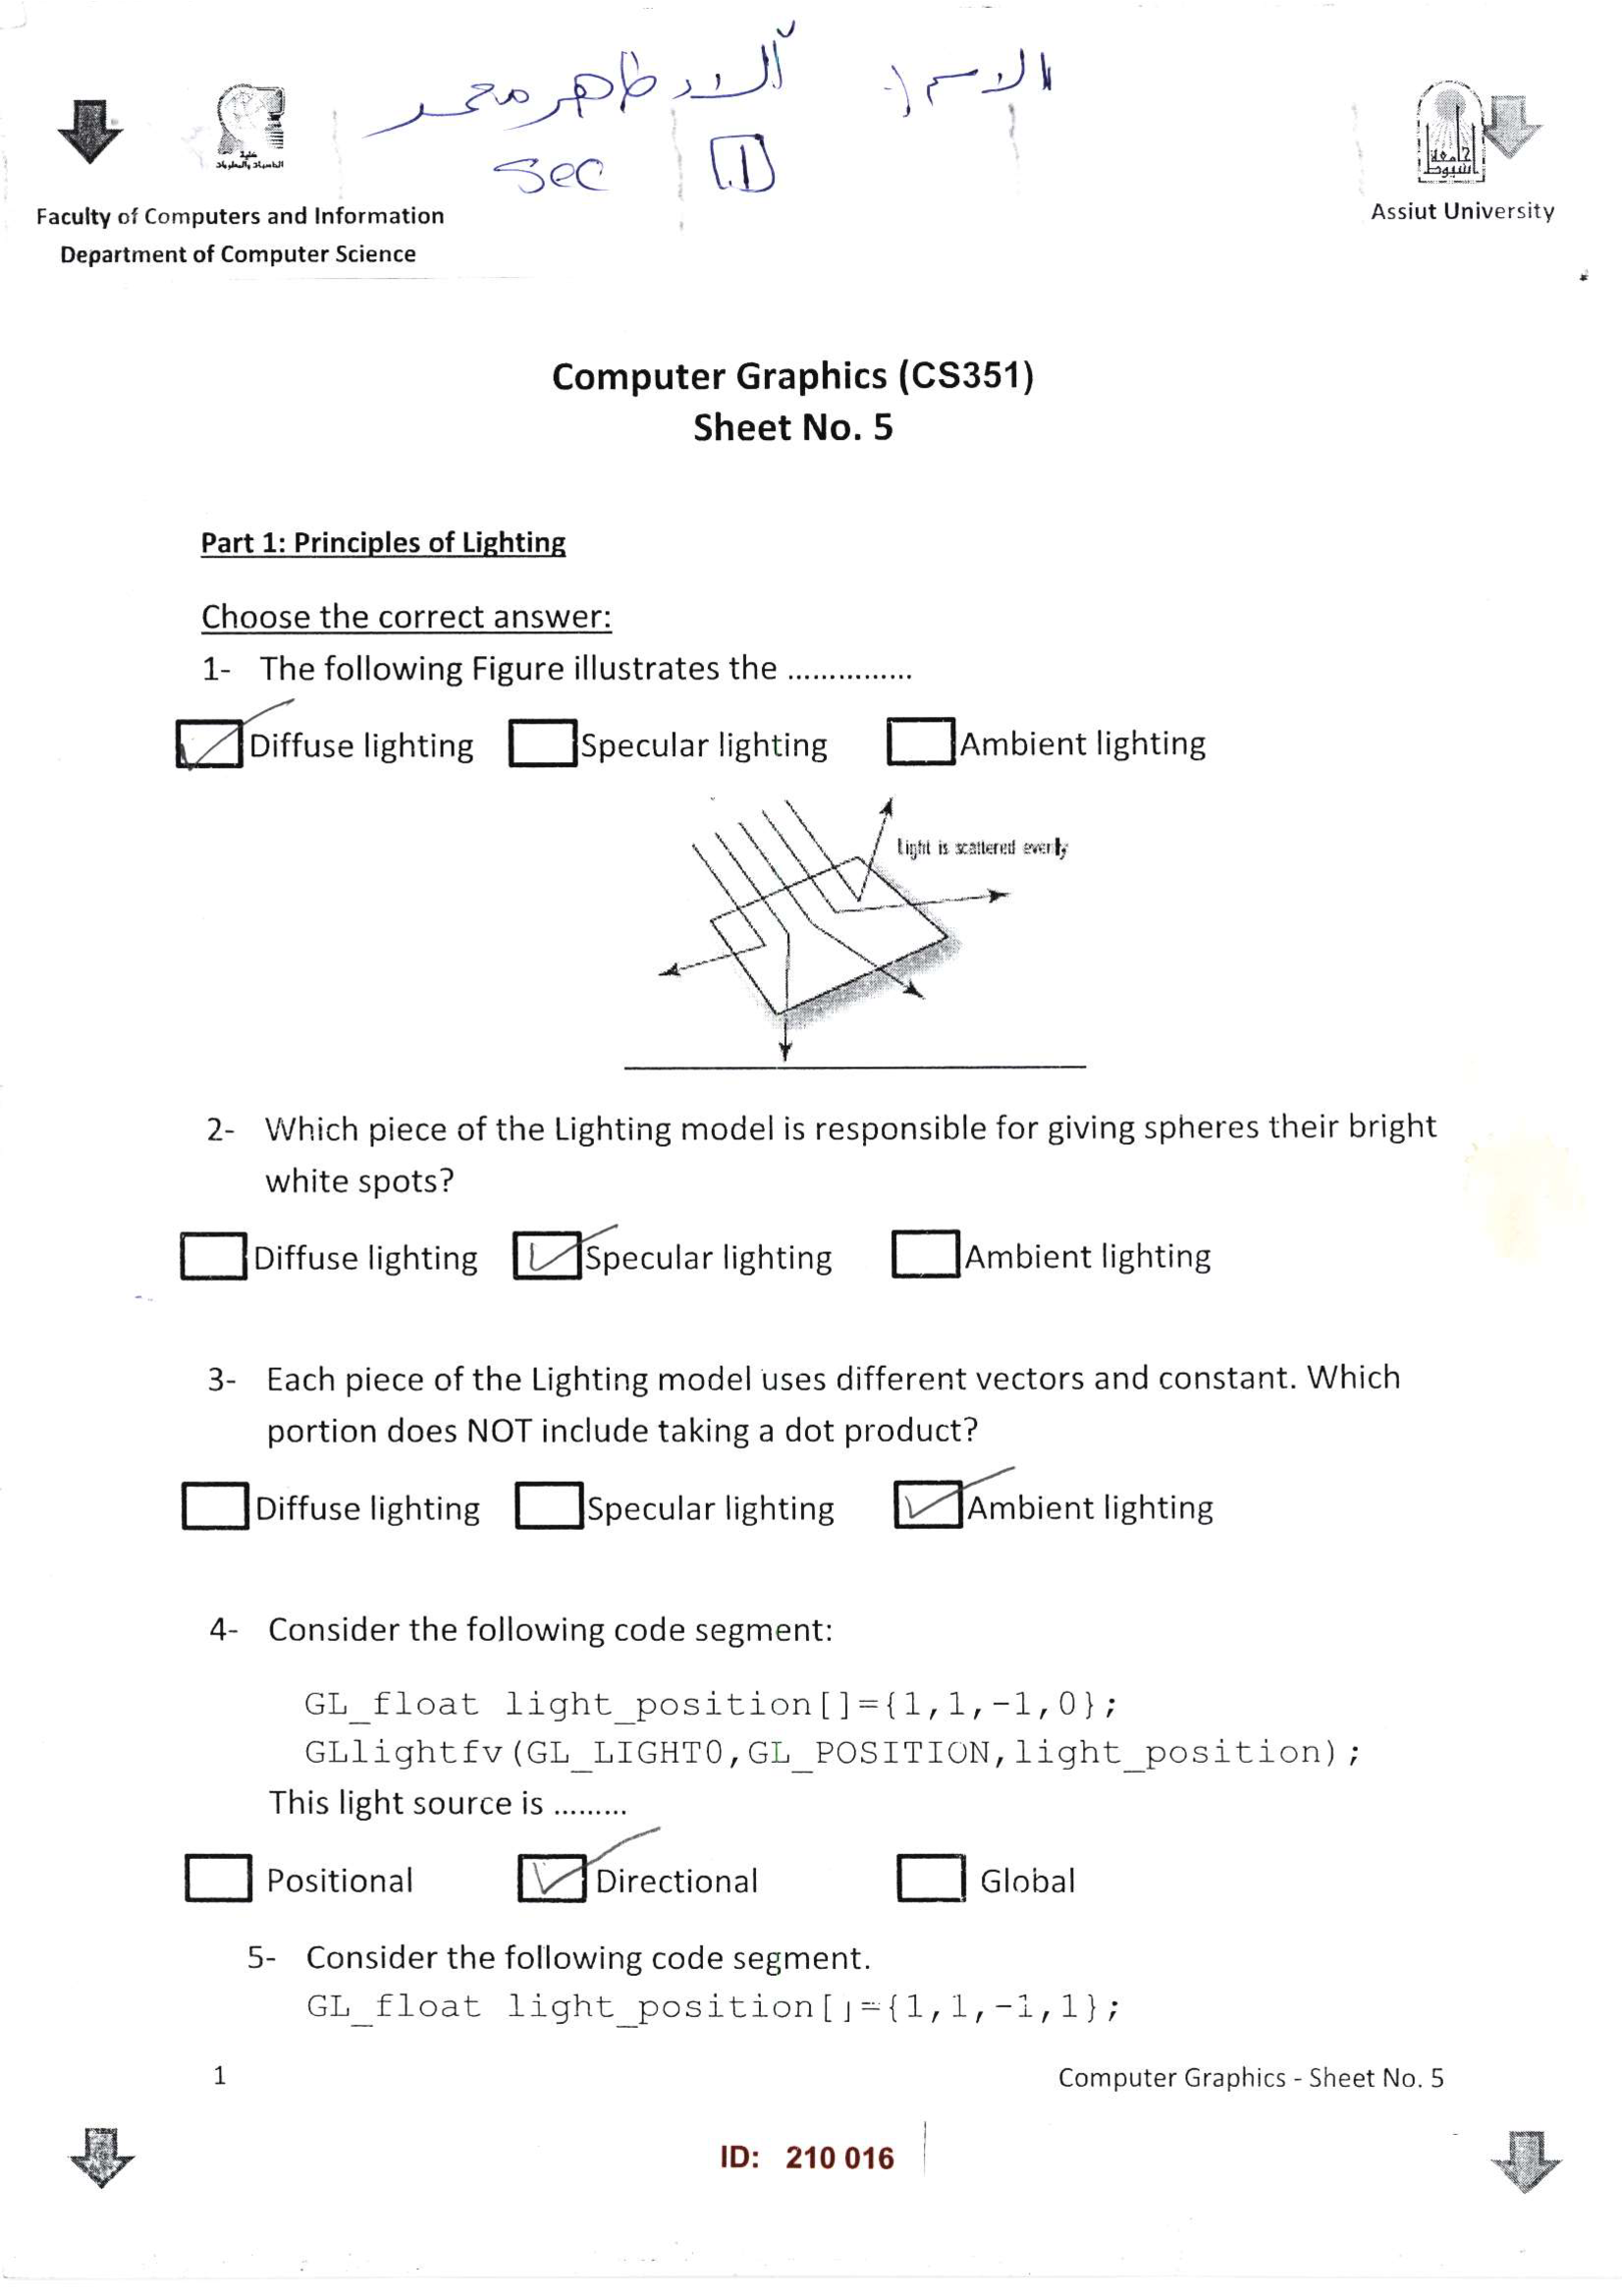 الاسم: آلاء طاهر محمد
sec 1
كلية
الحاسبات والمعلومات
جامعة
أسيوط
Faculty of Computers and Information
Assiut University
Department of Computer Science
Computer Graphics (CS351)
Sheet No. 5
Part 1: Principles of Lighting
Choose the correct answer:
1- The following Figure illustrates the ...............
Diffuse lighting Specular lighting Ambient lighting
Light is scattered evenly
2- Which piece of the Lighting model is responsible for giving spheres their bright
white spots?
Diffuse lighting Specular lighting Ambient lighting
3- Each piece of the Lighting model uses different vectors and constant. Which
portion does NOT include taking a dot product?
Diffuse lighting Specular lighting Ambient lighting
4- Consider the following code segment:
GL_float light_position[]={1,1,-1,0};
GLlightfv(GL_LIGHT0,GL_POSITION,light_position);
This light source is .........
Positional Directional Global
5- Consider the following code segment.
GL_float light_position[]={1,1,-1,1};
1 Computer Graphics - Sheet No. 5
ID: 210 016